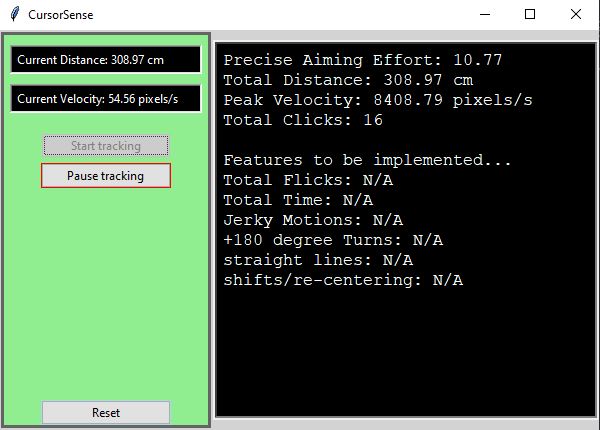 CursorSense
Current Distance: 308.97 cm
Current Velocity: 54.56 pixels/s
Start tracking
Pause tracking
Reset
Precise Aiming Effort: 10.77
Total Distance: 308.97 cm
Peak Velocity: 8408.79 pixels/s
Total Clicks: 16
Features to be implemented...
Total Flicks: N/A
Total Time: N/A
Jerky Motions: N/A
+180 degree Turns: N/A
straight lines: N/A
shifts/re-centering: N/A